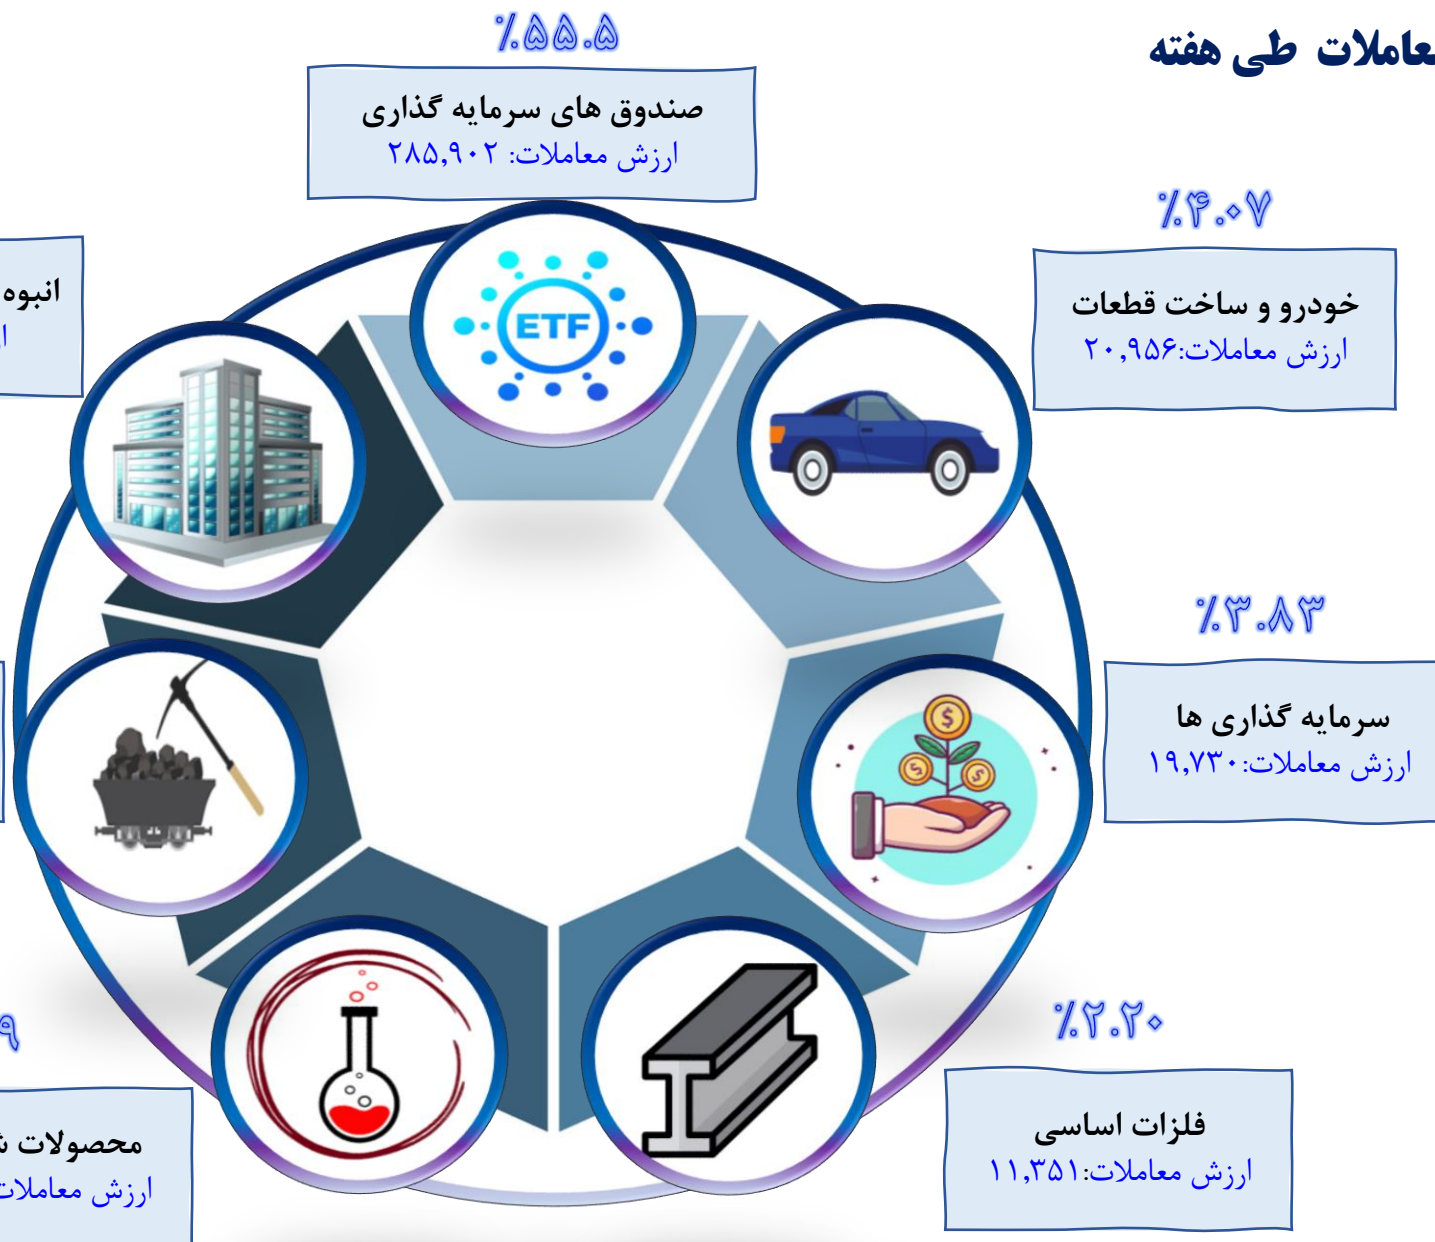 معاملات طی هفته
٪۵۵.۵
صندوق های سرمایه گذاری
ارزش معاملات: ۲۸۵,۹۰۲
٪۴.۰۷
خودرو و ساخت قطعات
ارزش معاملات:۲۰,۹۵۶
انبوه
ETF
٪۳.۸۳
سرمایه گذاری ها
ارزش معاملات:۱۹,۷۳۰
٪۲.۲۰
فلزات اساسی
ارزش معاملات:۱۱,۳۵۱
۹
محصولات
ارزش معاملات